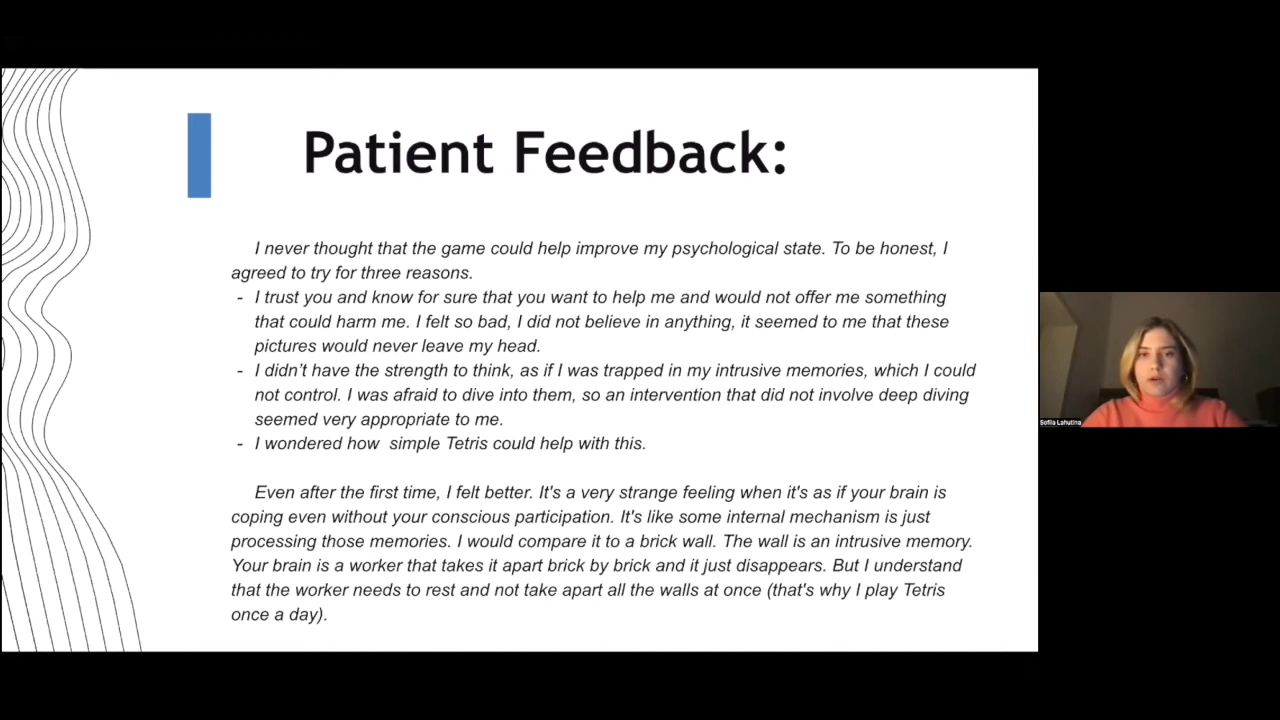 Patient Feedback:
I never thought that the game could help improve my psychological state. To be honest, I
agreed to try for three reasons.
- I trust you and know for sure that you want to help me and would not offer me something
that could harm me. I felt so bad, I did not believe in anything, it seemed to me that these
pictures would never leave my head.
- I didn’t have the strength to think, as if I was trapped in my intrusive memories, which I could
not control. I was afraid to dive into them, so an intervention that did not involve deep diving
seemed very appropriate to me.
- I wondered how  simple Tetris could help with this.
Even after the first time, I felt better. It's a very strange feeling when it's as if your brain is
coping even without your conscious participation. It's like some internal mechanism is just
processing those memories. I would compare it to a brick wall. The wall is an intrusive memory.
Your brain is a worker that takes it apart brick by brick and it just disappears. But I understand
that the worker needs to rest and not take apart all the walls at once (that's why I play Tetris
once a day).
Sofiia Lahutina